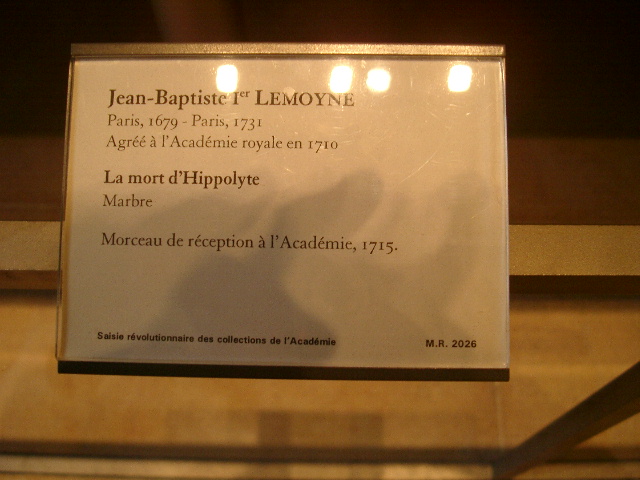 Jean-Baptiste Ier LEMOYNE
Paris, 1679 - Paris, 1731
Agréé à l'Académie royale en 1710
La mort d'Hippolyte
Marbre
Morceau de réception à l'Académie, 1715.
Saisie révolutionnaire des collections de l'Académie
M.R. 2026